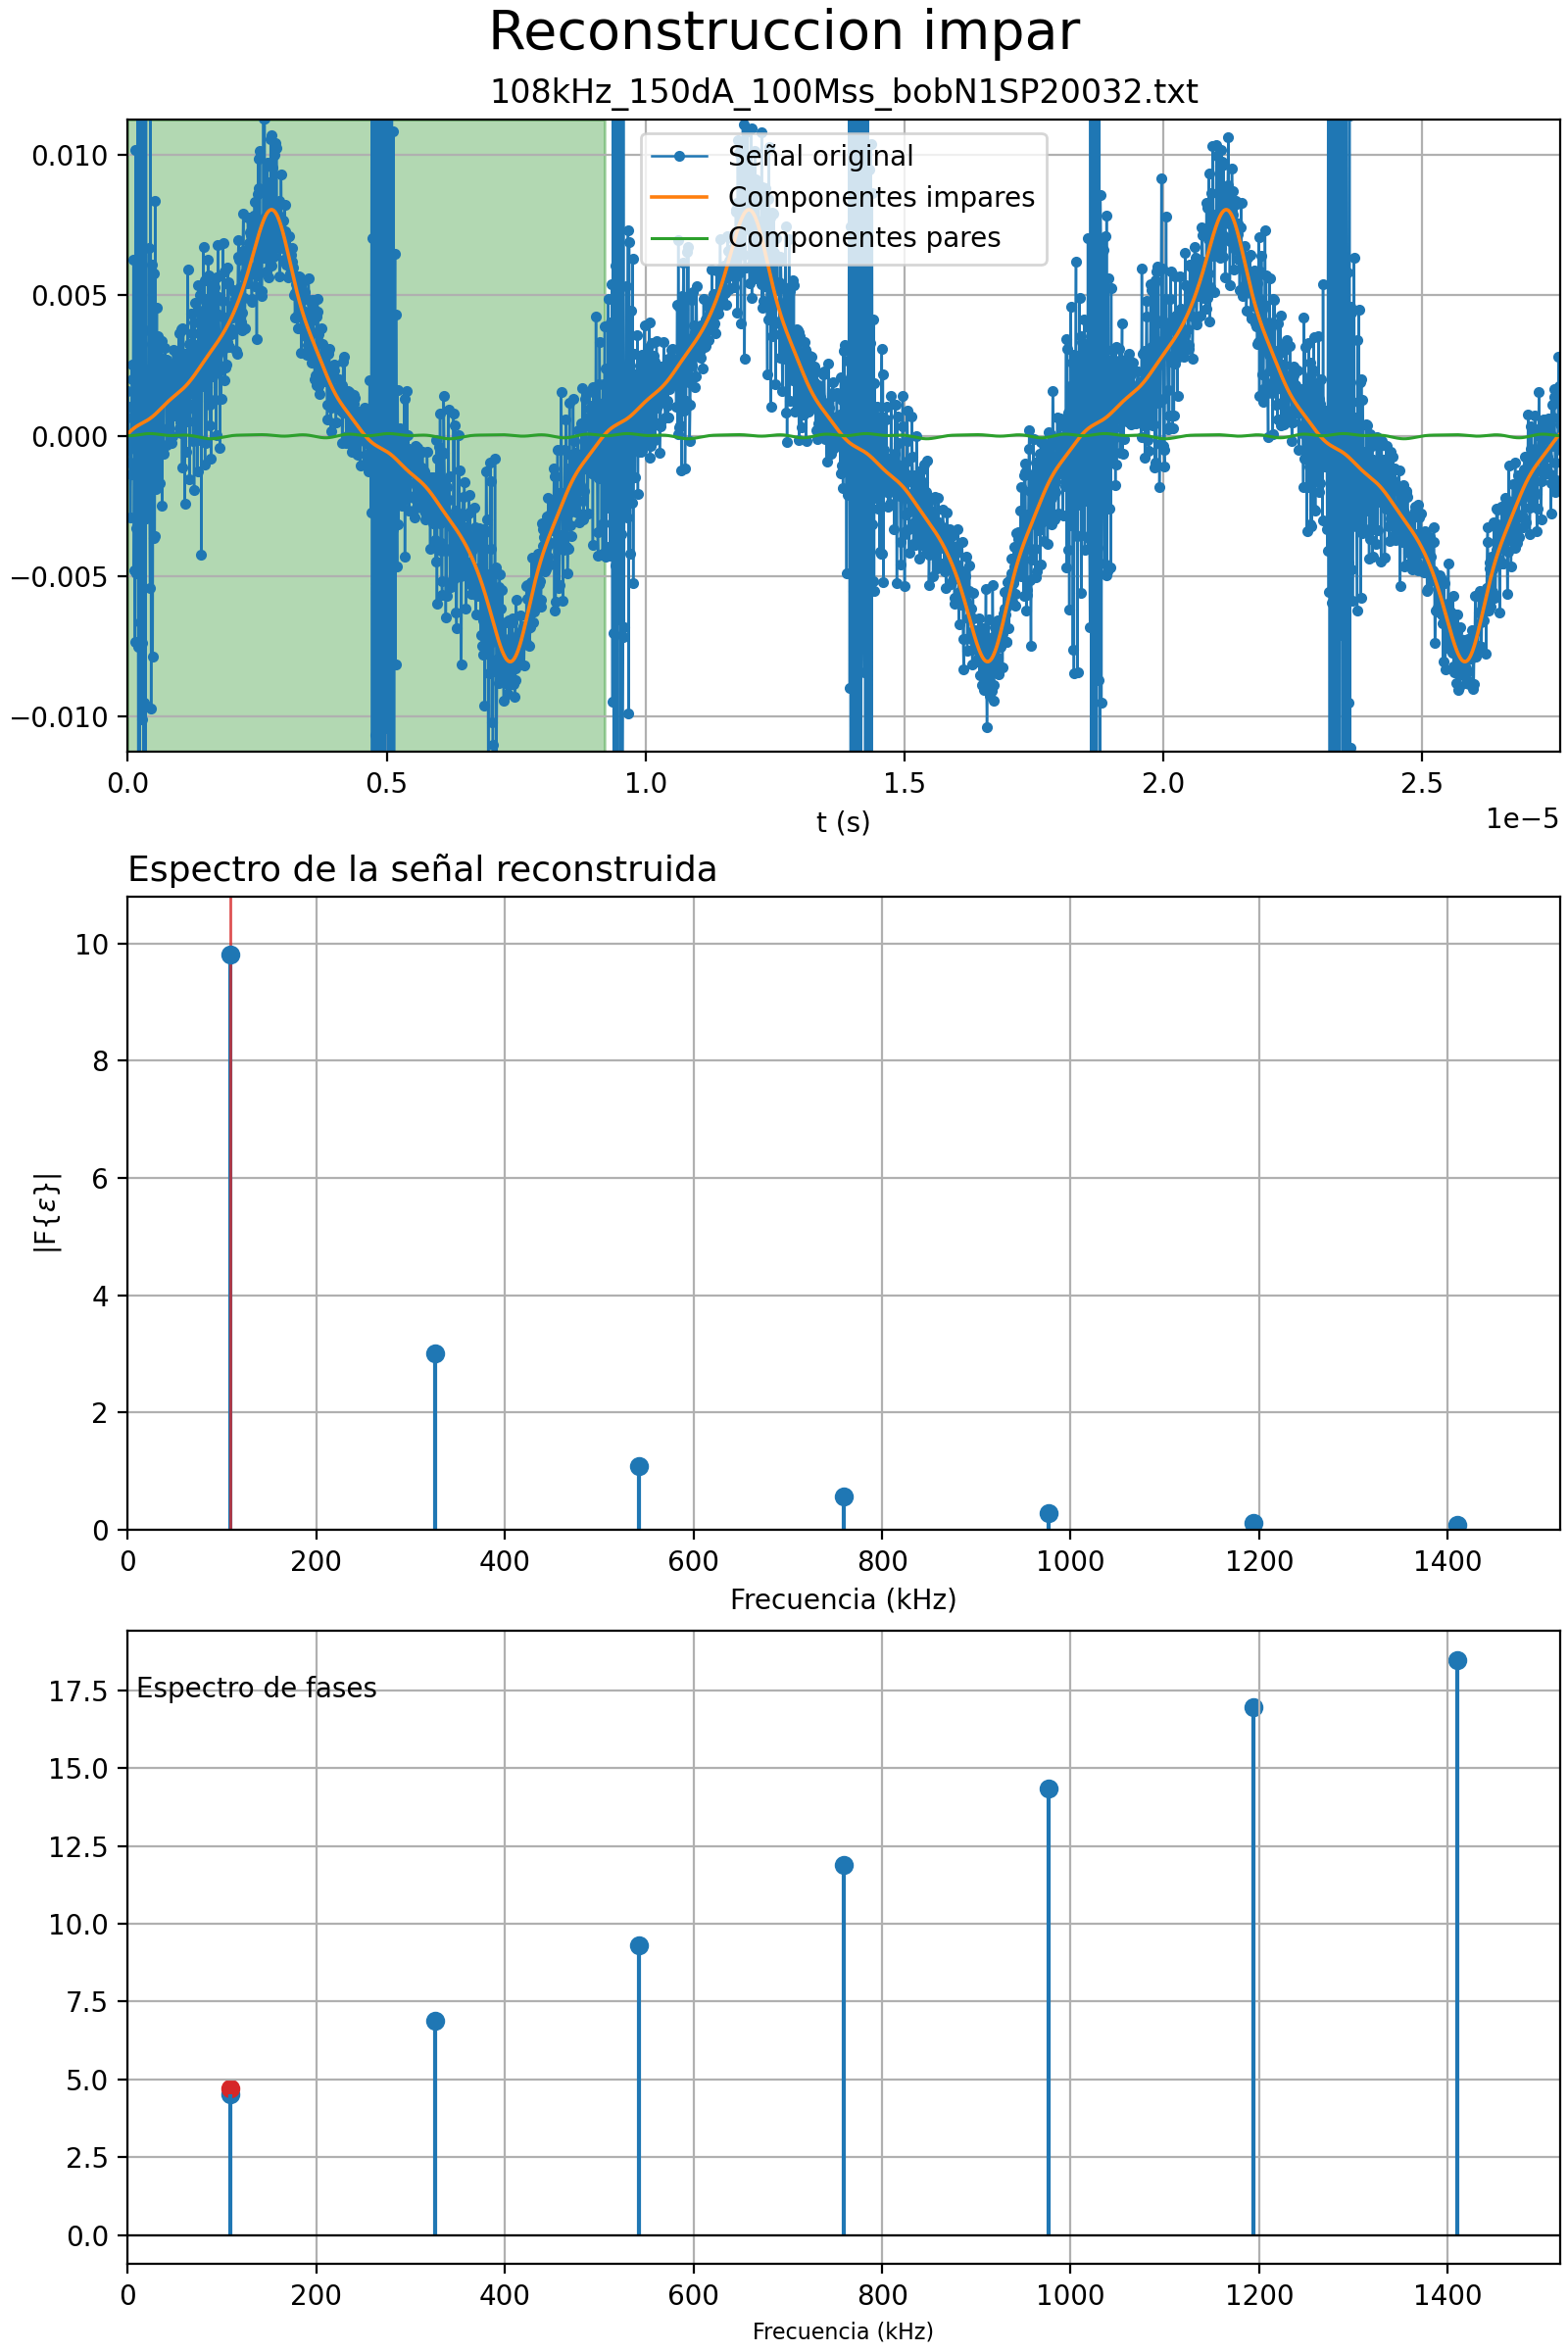 Reconstruccion impar
108kHz_150dA_100Mss_bobN1SP20032.txt
Señal original
Componentes impares
Componentes pares
0.010
0.005
0.000
−0.005
−0.010
0.0 0.5 1.0 1.5 2.0 2.5
t (s)
1e−5
Espectro de la señal reconstruida
10
8
6
4
2
0
|F{ε}|
0 200 400 600 800 1000 1200 1400
Frecuencia (kHz)
Espectro de fases
17.5
15.0
12.5
10.0
7.5
5.0
2.5
0.0
0 200 400 600 800 1000 1200 1400
Frecuencia (kHz)